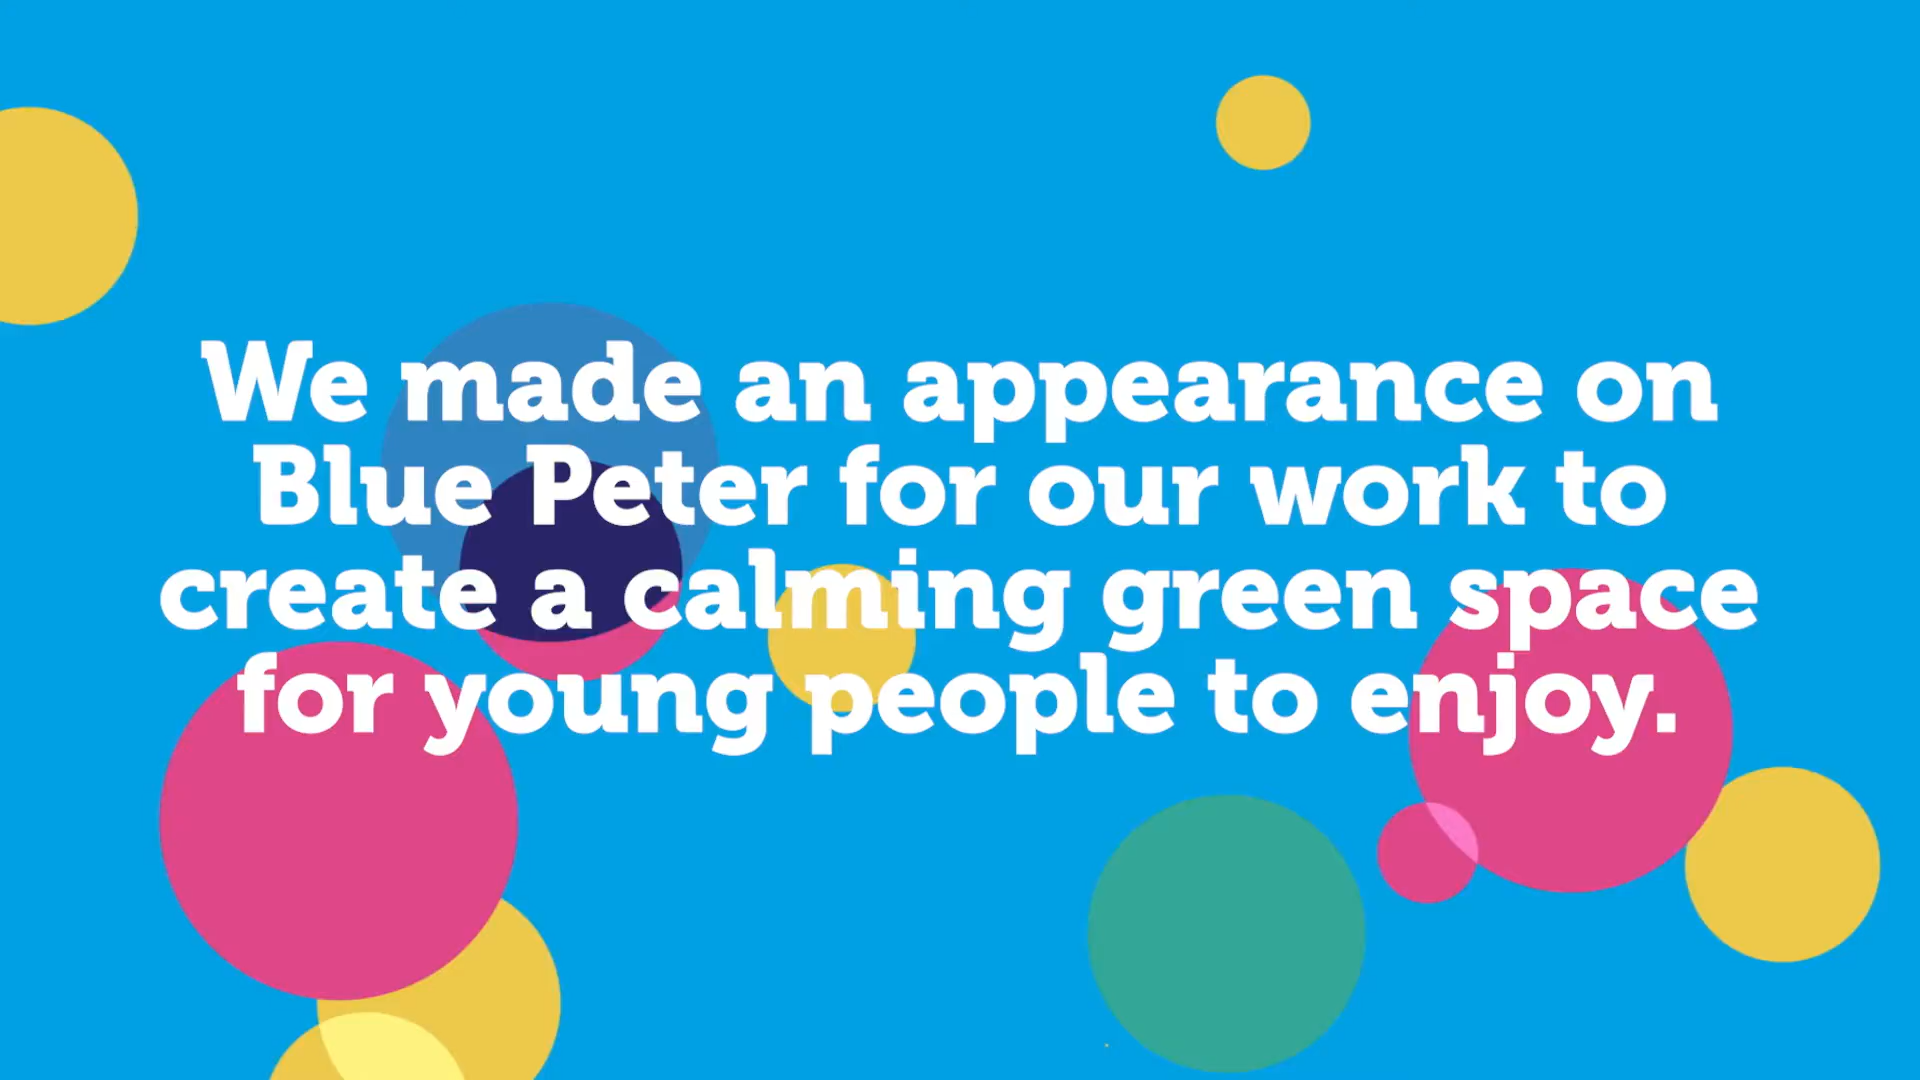 We made an appearance on
Blue Peter for our work to
create a calming green space
for young people to enjoy.